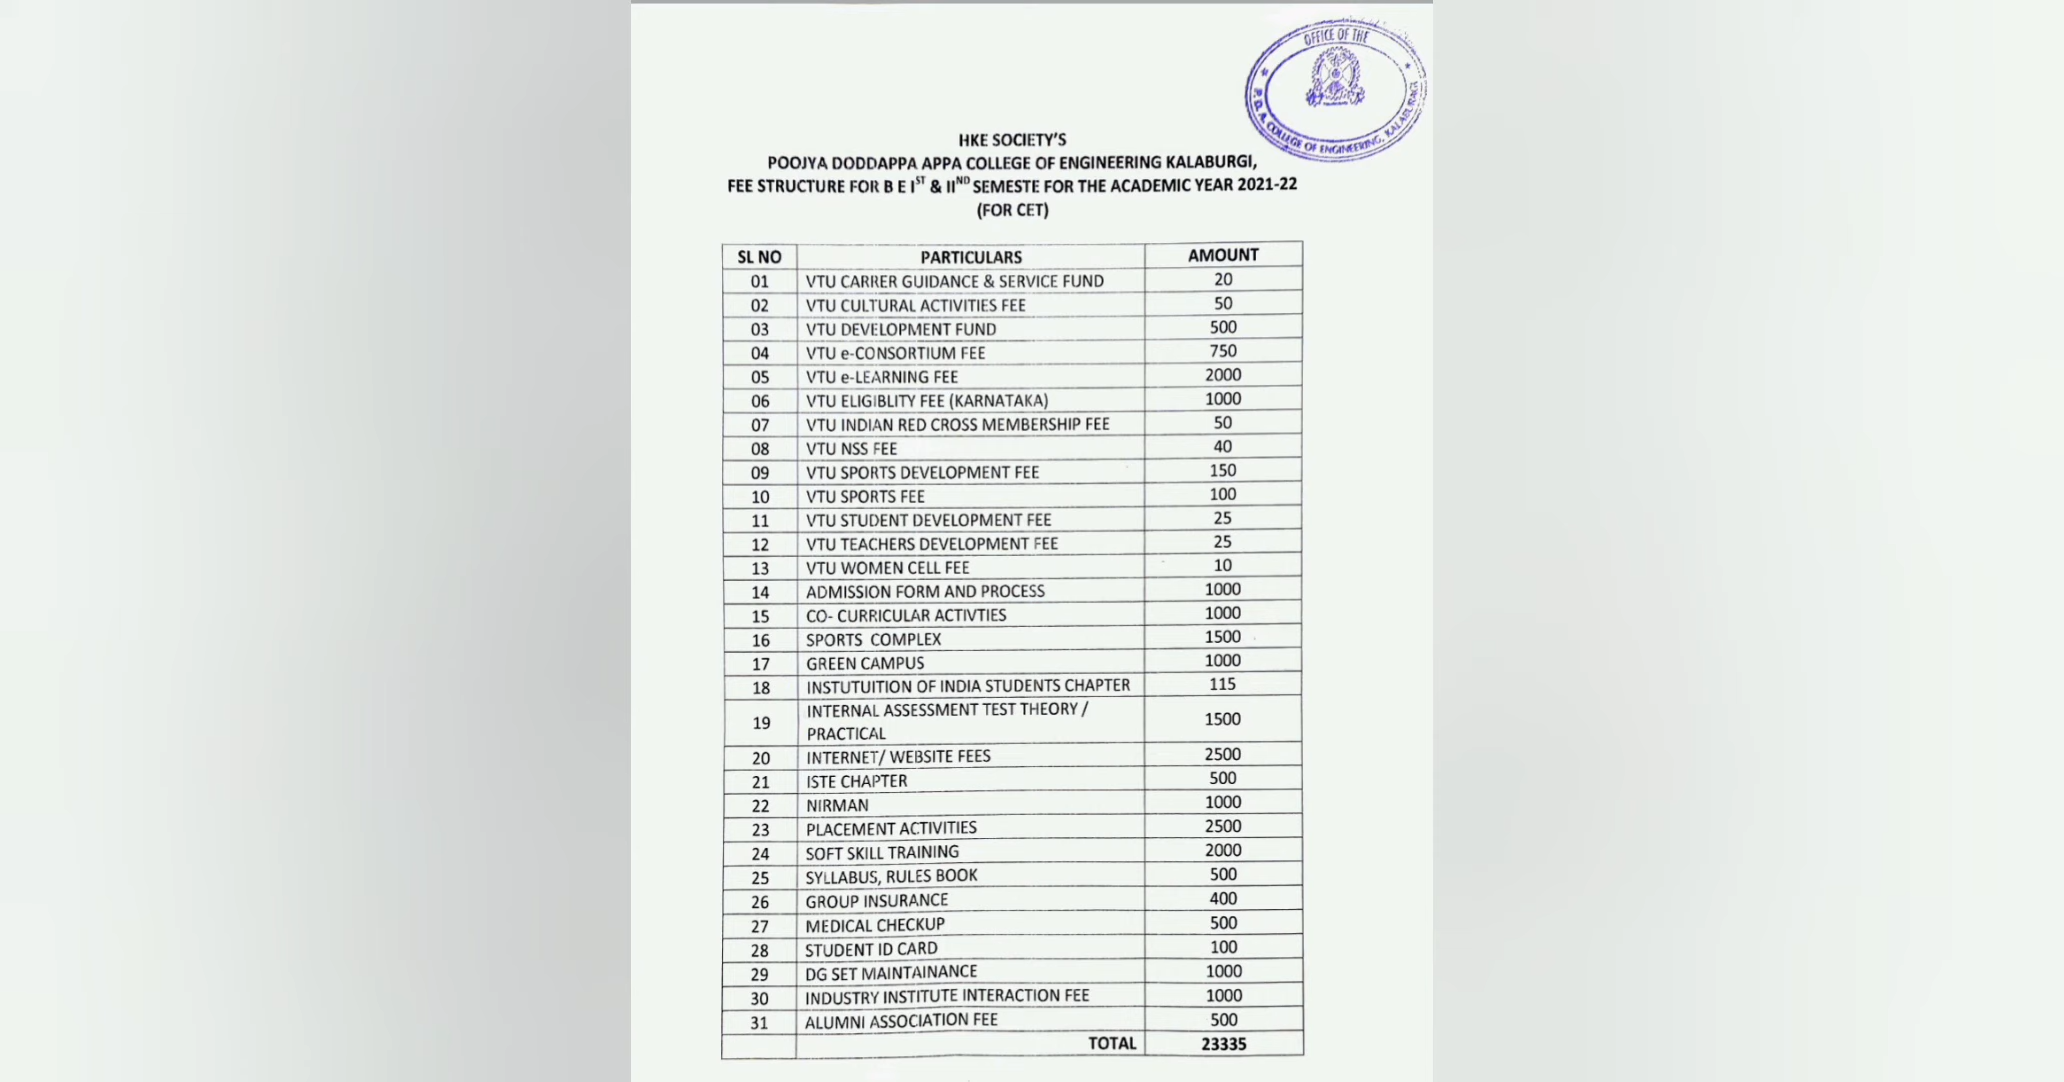 OFFICE OF THE
P. D. A. COLLEGE OF ENGINEERING, KALABURAGI
HKE SOCIETY'S
POOJYA DODDAPPA APPA COLLEGE OF ENGINEERING KALABURGI,
FEE STRUCTURE FOR B E IST & IIND SEMESTE FOR THE ACADEMIC YEAR 2021-22
(FOR CET)
SL NO PARTICULARS AMOUNT
01 VTU CARRER GUIDANCE & SERVICE FUND 20
02 VTU CULTURAL ACTIVITIES FEE 50
03 VTU DEVELOPMENT FUND 500
04 VTU e-CONSORTIUM FEE 750
05 VTU e-LEARNING FEE 2000
06 VTU ELIGIBLITY FEE (KARNATAKA) 1000
07 VTU INDIAN RED CROSS MEMBERSHIP FEE 50
08 VTU NSS FEE 40
09 VTU SPORTS DEVELOPMENT FEE 150
10 VTU SPORTS FEE 100
11 VTU STUDENT DEVELOPMENT FEE 25
12 VTU TEACHERS DEVELOPMENT FEE 25
13 VTU WOMEN CELL FEE 10
14 ADMISSION FORM AND PROCESS 1000
15 CO- CURRICULAR ACTIVTIES 1000
16 SPORTS COMPLEX 1500
17 GREEN CAMPUS 1000
18 INSTUTUITION OF INDIA STUDENTS CHAPTER 115
19 INTERNAL ASSESSMENT TEST THEORY / 1500
PRACTICAL
20 INTERNET/ WEBSITE FEES 2500
21 ISTE CHAPTER 500
22 NIRMAN 1000
23 PLACEMENT ACTIVITIES 2500
24 SOFT SKILL TRAINING 2000
25 SYLLABUS, RULES BOOK 500
26 GROUP INSURANCE 400
27 MEDICAL CHECKUP 500
28 STUDENT ID CARD 100
29 DG SET MAINTAINANCE 1000
30 INDUSTRY INSTITUTE INTERACTION FEE 1000
31 ALUMNI ASSOCIATION FEE 500
TOTAL 23335